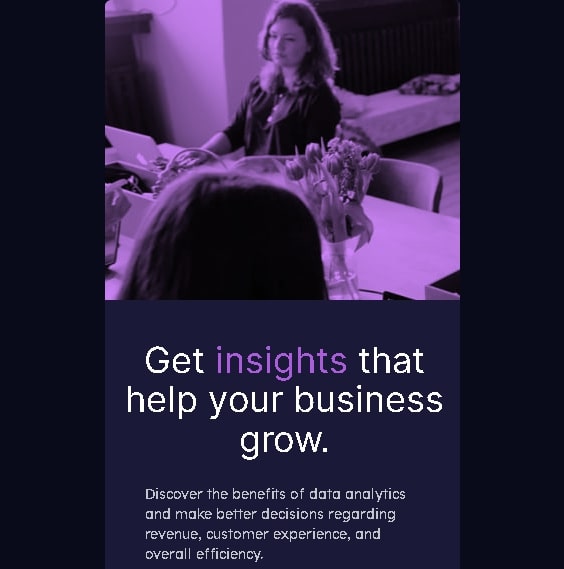 Get insights that
help your business
grow.
Discover the benefits of data analytics
and make better decisions regarding
revenue, customer experience, and
overall efficiency.